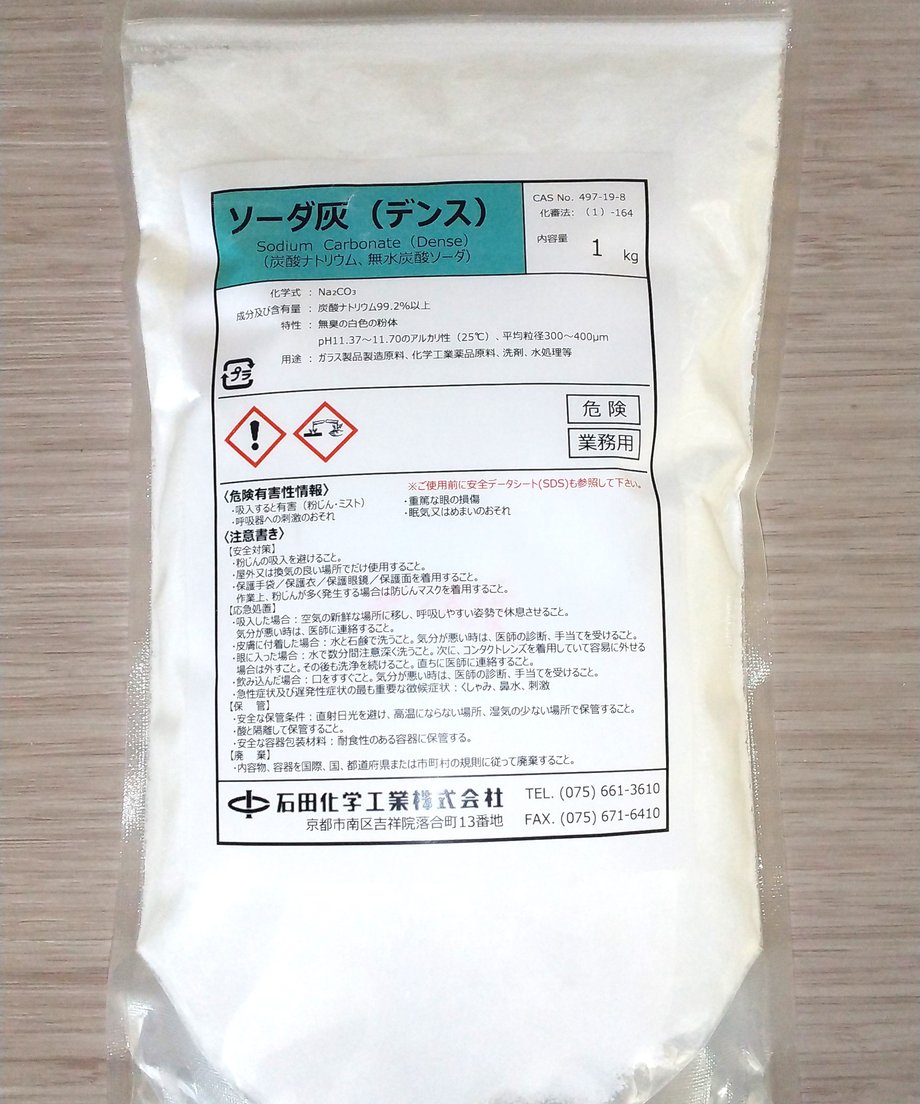 ソーダ灰（デンス）
Sodium Carbonate（Dense）
（炭酸ナトリウム、無水炭酸ソーダ）
CAS No. 497-19-8
化審法：（1）-164
内容量
1 kg
化学式 ： Na₂CO₃
成分及び含有量 ： 炭酸ナトリウム99.2%以上
特性 ： 無臭の白色の粉体
pH11.37～11.70のアルカリ性（25℃）、平均粒径300～400μm
用途 ： ガラス製品製造原料、化学工業薬品原料、洗剤、水処理等
プラ
危険
業務用
※ご使用前に安全データシート(SDS)も参照して下さい。
〈危険有害性情報〉
・吸入すると有害（粉じん・ミスト）
・重篤な眼の損傷
・呼吸器への刺激のおそれ
・眠気又はめまいのおそれ
〈注意書き〉
【安全対策】
・粉じんの吸入を避けること。
・屋外又は換気の良い場所でだけ使用すること。
・保護手袋／保護衣／保護眼鏡／保護面を着用すること。
作業上、粉じんが多く発生する場合は防じんマスクを着用すること。
【応急処置】
・吸入した場合：空気の新鮮な場所に移し、呼吸しやすい姿勢で休息させること。
気分が悪い時は、医師に連絡すること。
・皮膚に付着した場合：水と石鹸で洗うこと。気分が悪い時は、医師の診断、手当てを受けること。
・眼に入った場合：水で数分間注意深く洗うこと。次に、コンタクトレンズを着用していて容易に外せる
場合は外すこと。その後も洗浄を続けること。直ちに医師に連絡すること。
・飲み込んだ場合：口をすすぐこと。気分が悪い時は、医師の診断、手当てを受けること。
・急性症状及び遅発性症状の最も重要な徴候症状：くしゃみ、鼻水、刺激
【保　管】
・安全な保管条件：直射日光を避け、高温にならない場所、湿気の少ない場所で保管すること。
・酸と隔離して保管すること。
・安全な容器包装材料：耐食性のある容器に保管する。
【廃　棄】
・内容物、容器を国際、国、都道府県または市町村の規則に従って廃棄すること。
石田化学工業株式会社
京都市南区吉祥院落合町13番地
TEL. (075) 661-3610
FAX. (075) 671-6410